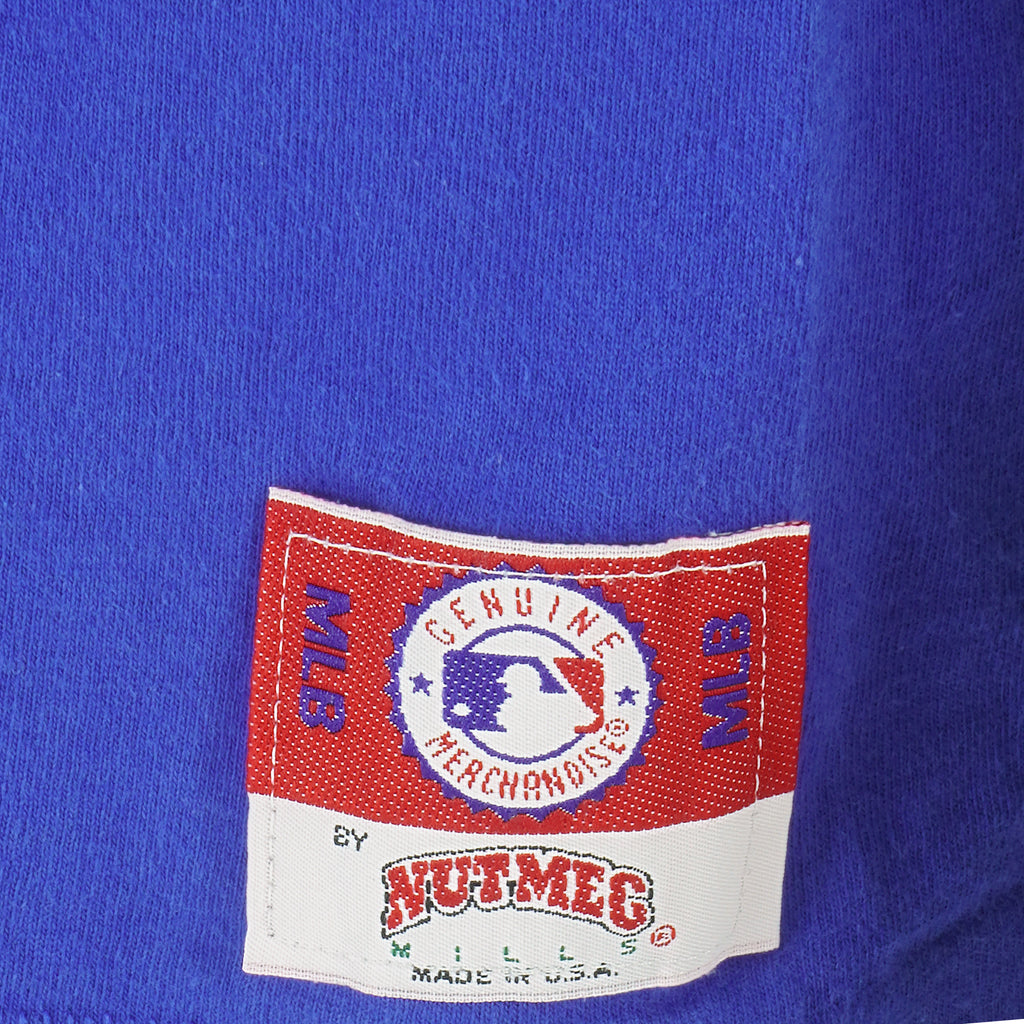 GENUINE
MLB
MLB
MERCHANDISE®
BY
NUTMEG
MILLS®
MADE IN U.S.A.